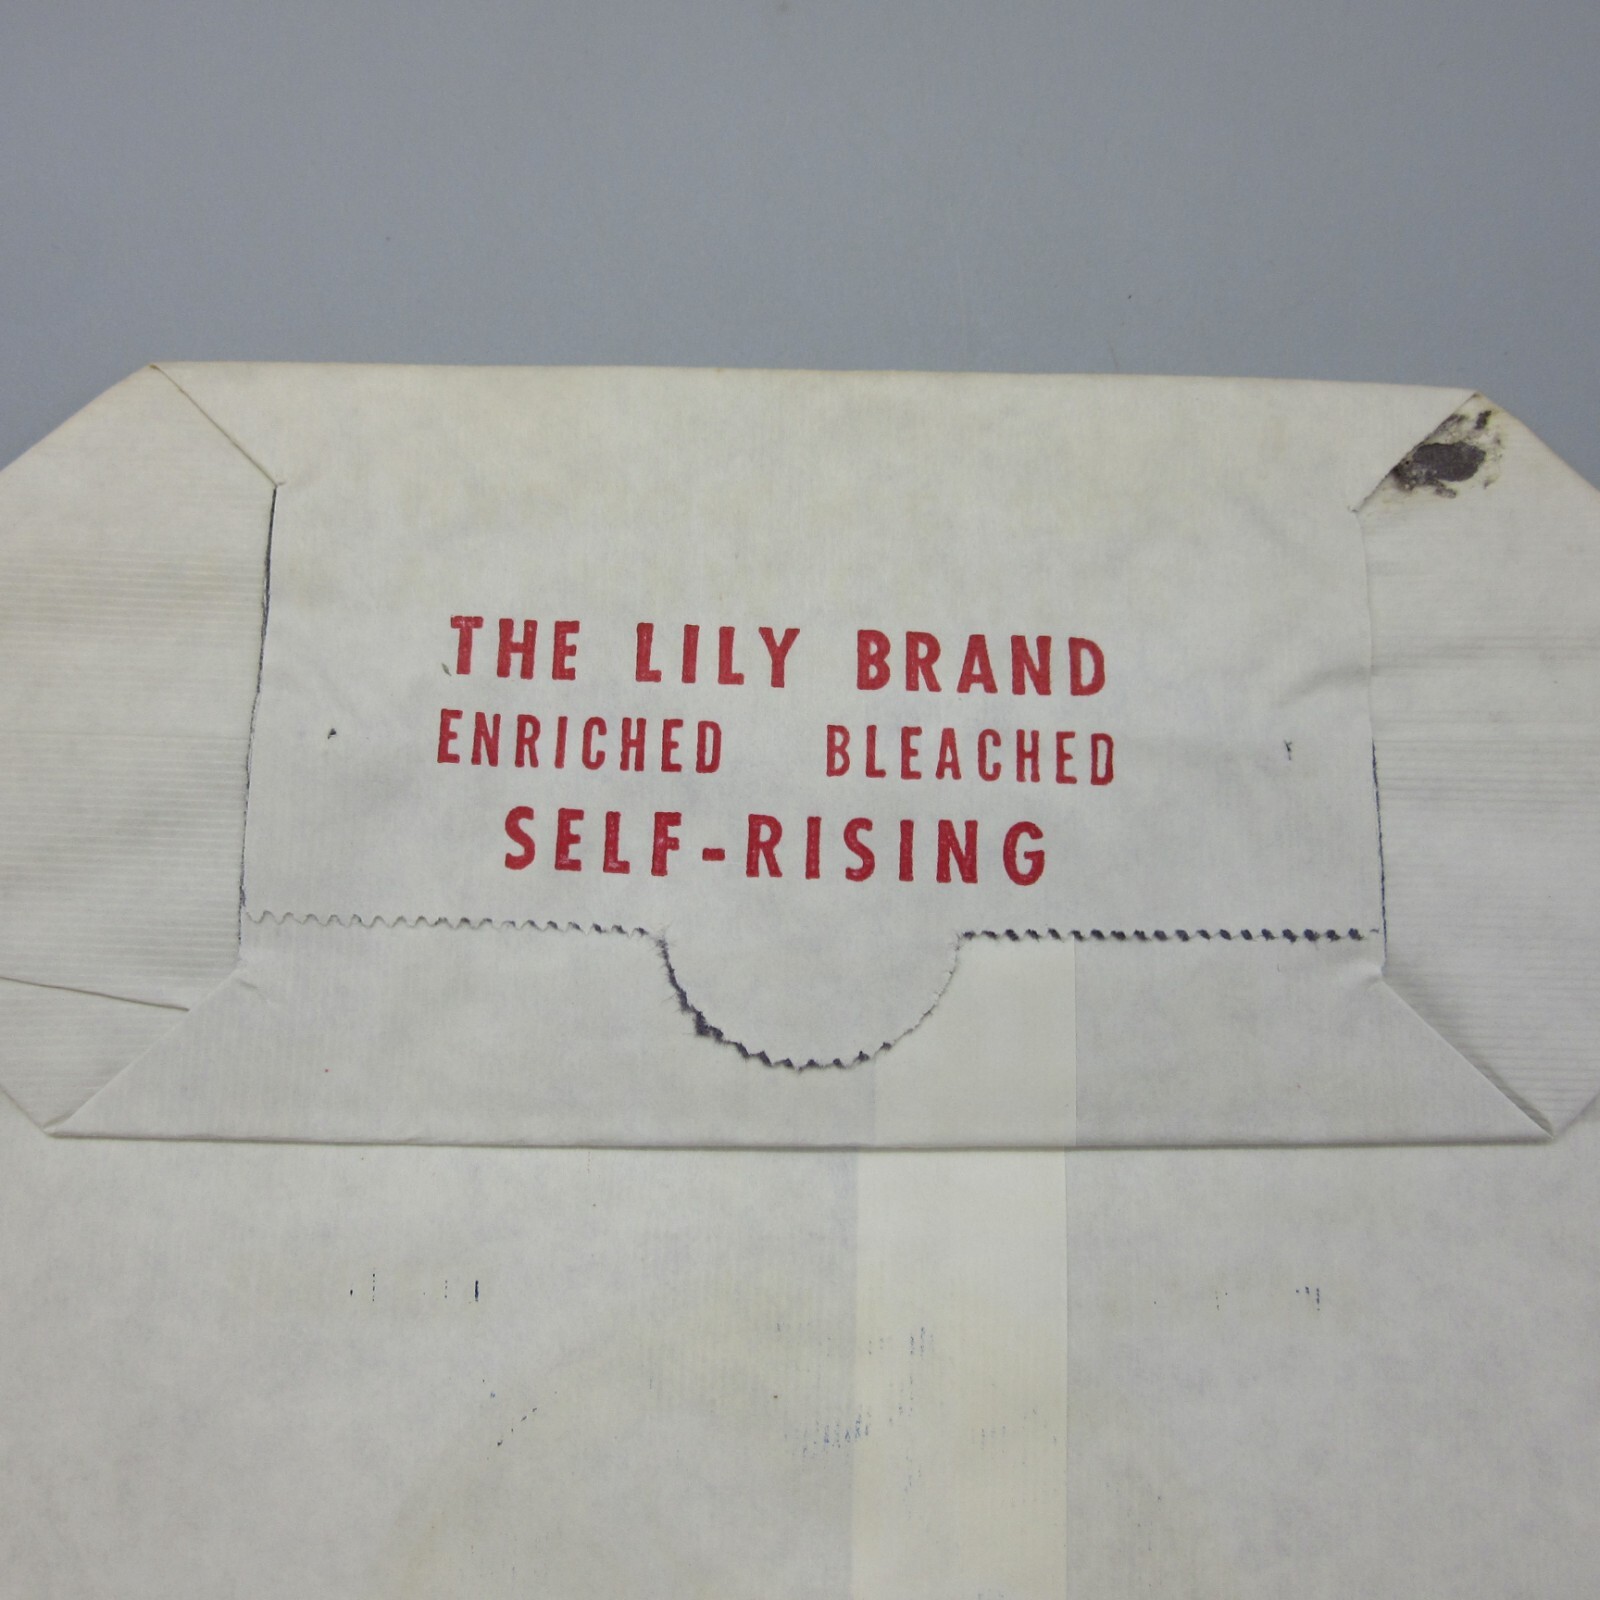 THE LILY BRAND
ENRICHED BLEACHED
SELF-RISING